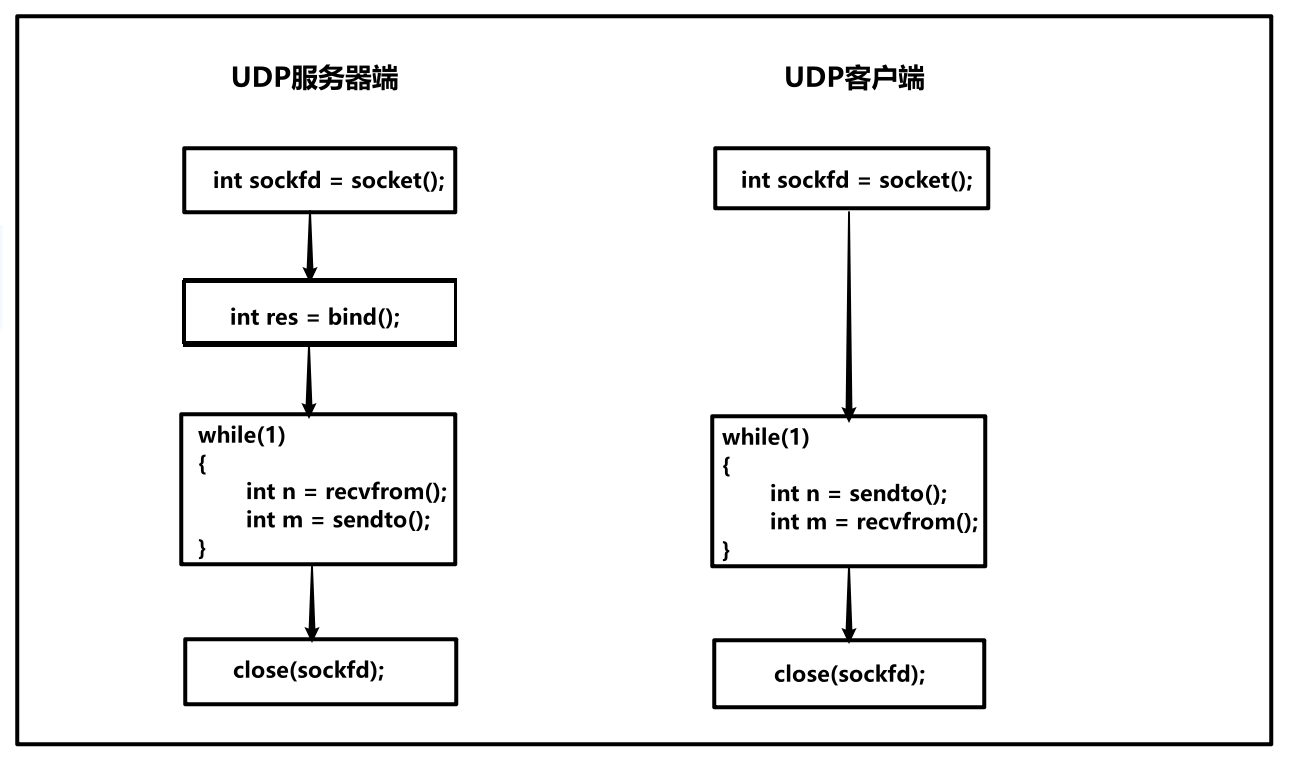 UDP服务器端
int sockfd = socket();
int res = bind();
while(1)
{
int n = recvfrom();
int m = sendto();
}
close(sockfd);
UDP客户端
int sockfd = socket();
while(1)
{
int n = sendto();
int m = recvfrom();
}
close(sockfd);